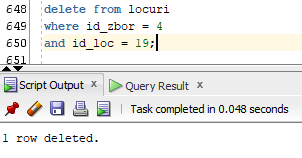 648 delete from locuri
649 where id_zbor = 4
650 and id_loc = 19;
Script Output x Query Result x
Task completed in 0.048 seconds
1 row deleted.